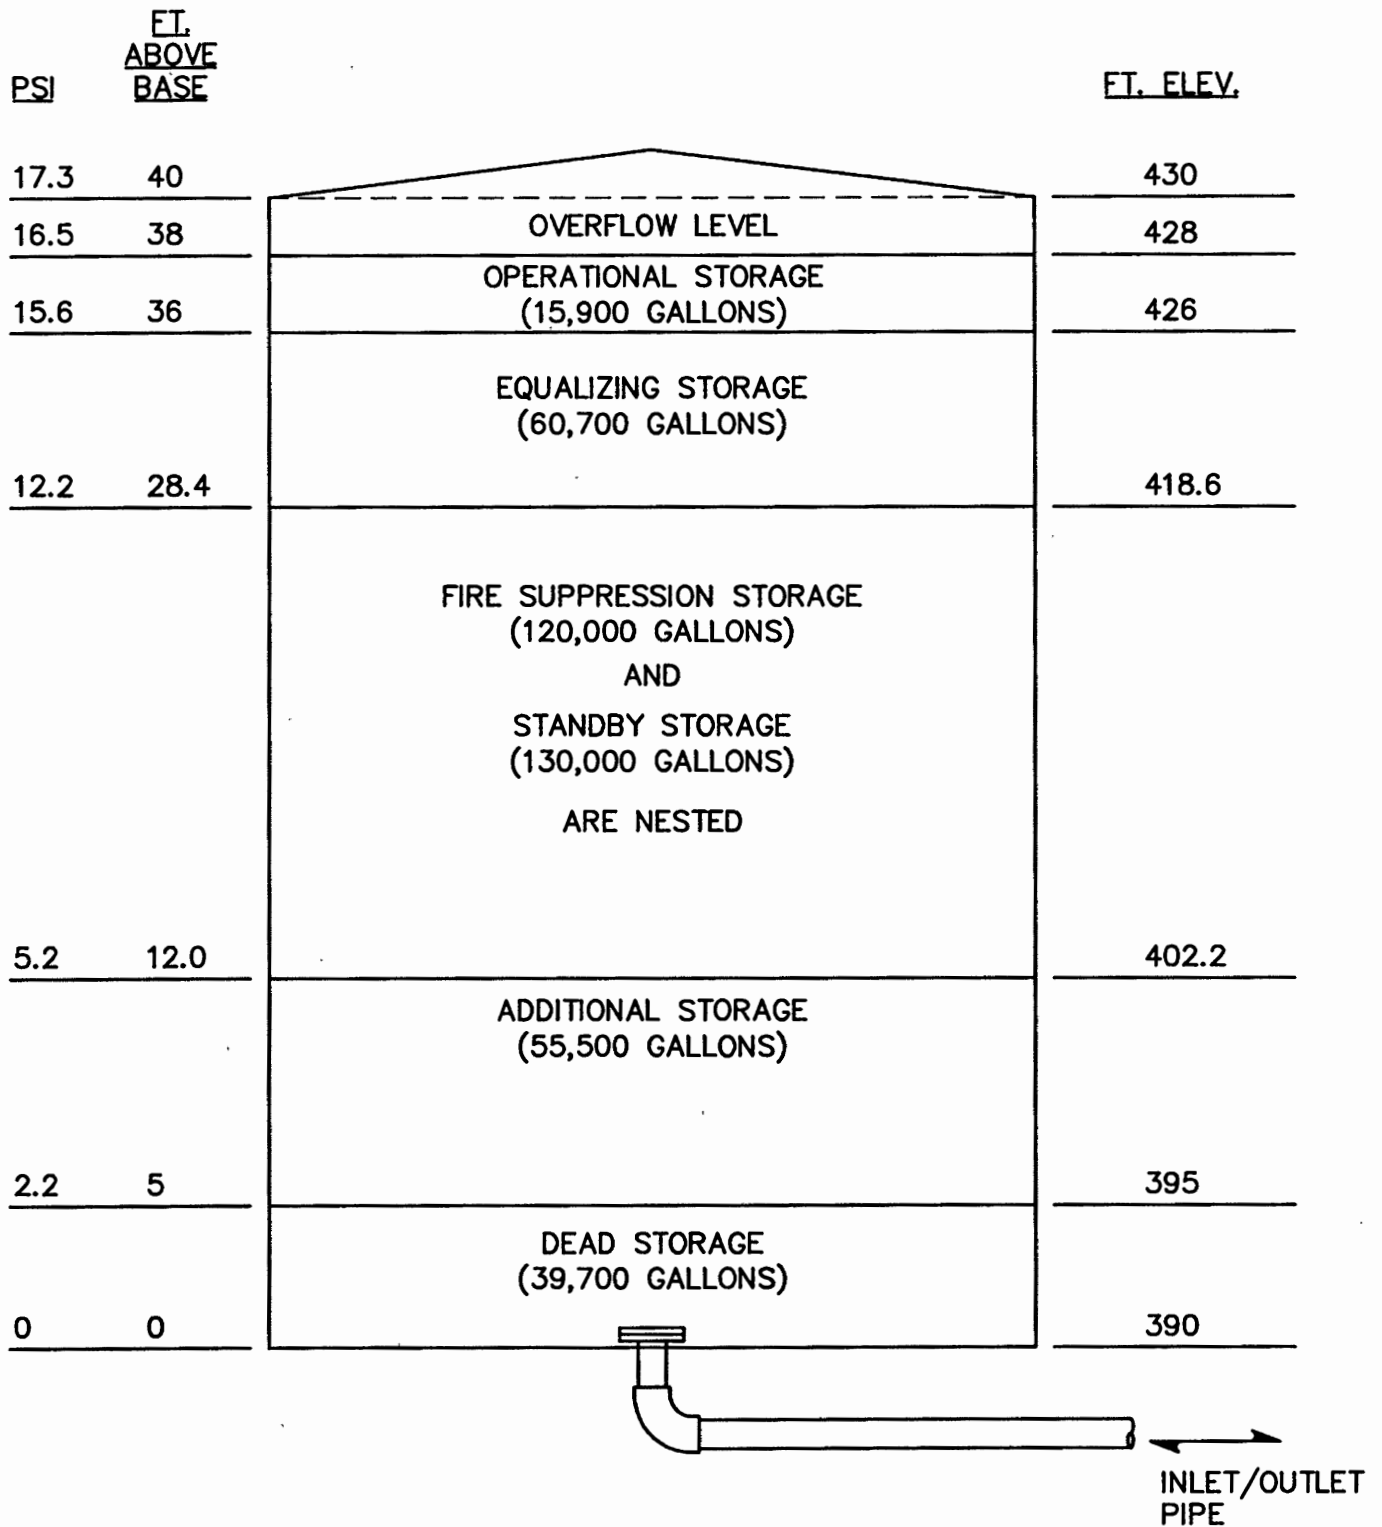 FT.
ABOVE
PSI BASE FT. ELEV.
17.3 40 430
OVERFLOW LEVEL
16.5 38 428
OPERATIONAL STORAGE
(15,900 GALLONS)
15.6 36 426
EQUALIZING STORAGE
(60,700 GALLONS)
12.2 28.4 418.6
FIRE SUPPRESSION STORAGE
(120,000 GALLONS)
AND
STANDBY STORAGE
(130,000 GALLONS)
ARE NESTED
5.2 12.0 402.2
ADDITIONAL STORAGE
(55,500 GALLONS)
2.2 5 395
DEAD STORAGE
(39,700 GALLONS)
0 0 390
INLET/OUTLET
PIPE